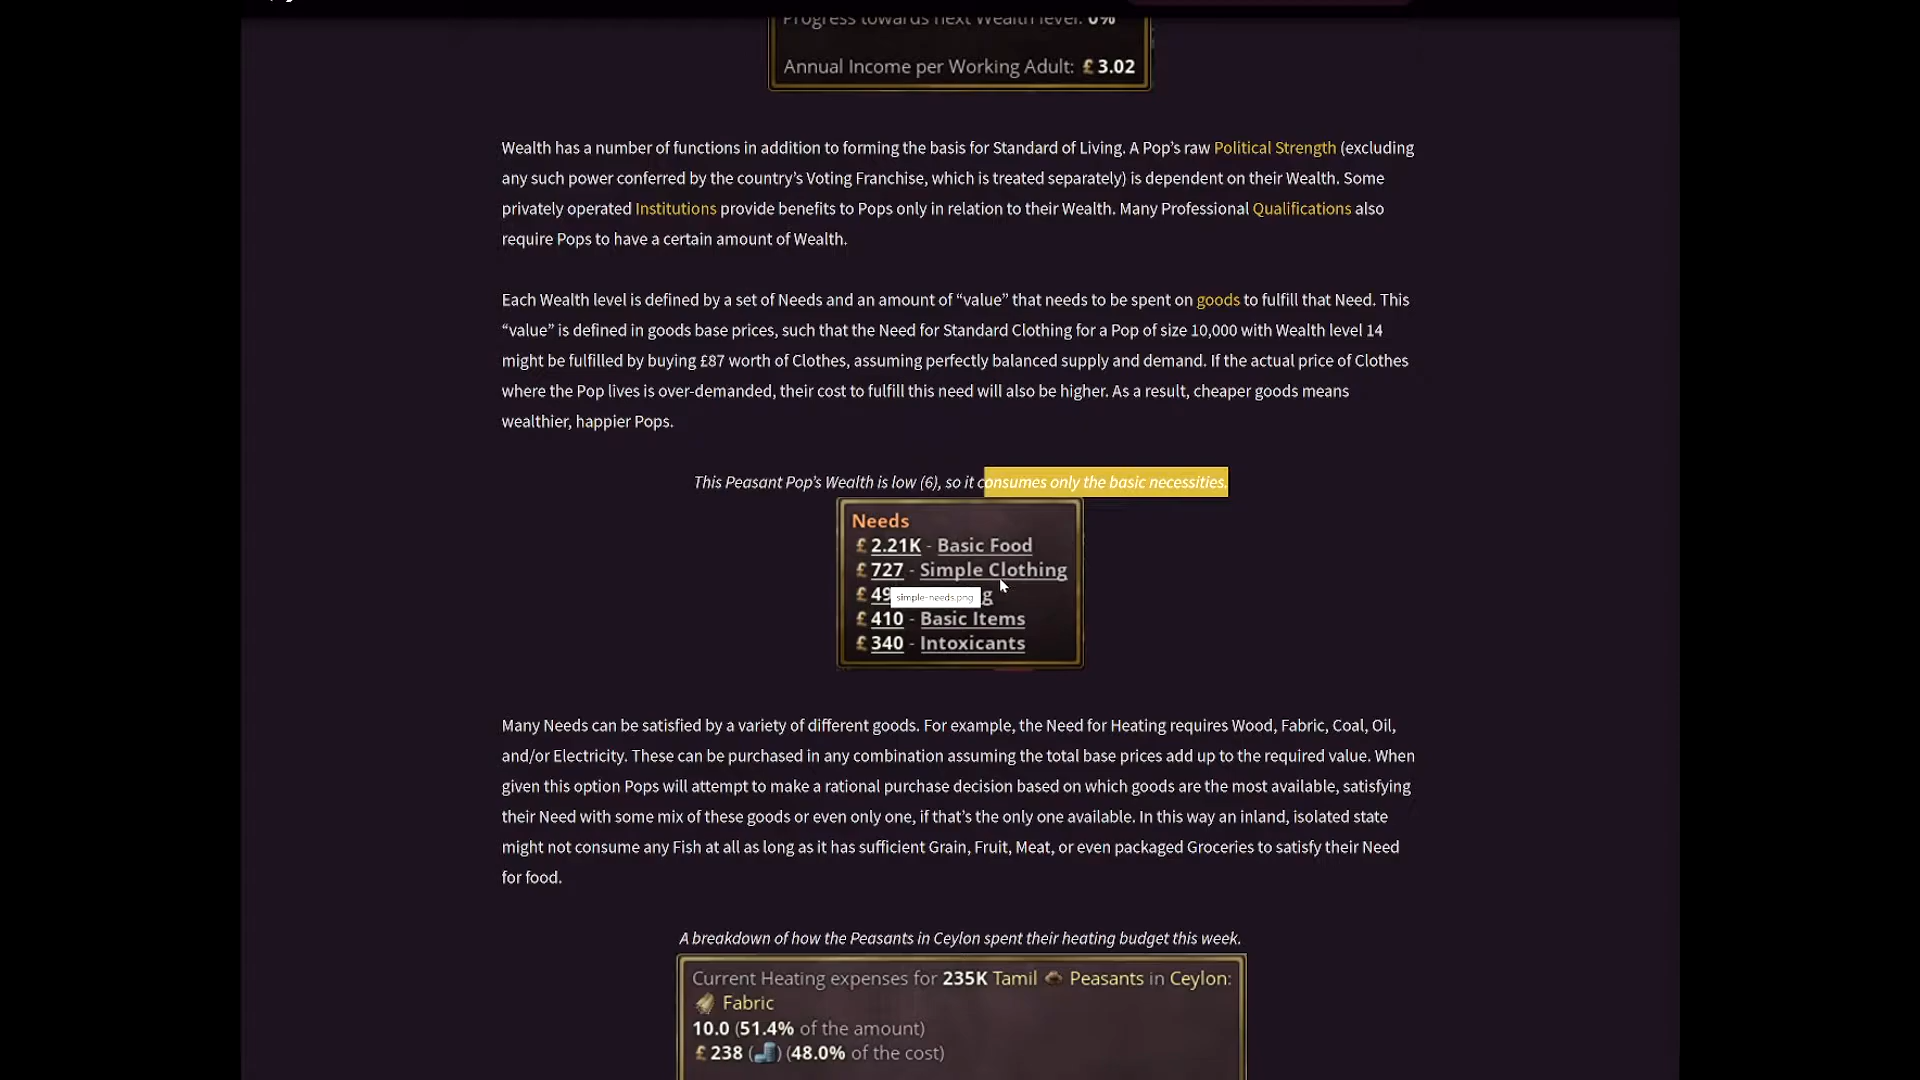 Progress towards next Wealth level: 0%
Annual Income per Working Adult: £ 3.02
Wealth has a number of functions in addition to forming the basis for Standard of Living. A Pop’s raw Political Strength (excluding
any such power conferred by the country’s Voting Franchise, which is treated separately) is dependent on their Wealth. Some
privately operated Institutions provide benefits to Pops only in relation to their Wealth. Many Professional Qualifications also
require Pops to have a certain amount of Wealth.
Each Wealth level is defined by a set of Needs and an amount of “value” that needs to be spent on goods to fulfill that Need. This
“value” is defined in goods base prices, such that the Need for Standard Clothing for a Pop of size 10,000 with Wealth level 14
might be fulfilled by buying £87 worth of Clothes, assuming perfectly balanced supply and demand. If the actual price of Clothes
where the Pop lives is over-demanded, their cost to fulfill this need will also be higher. As a result, cheaper goods means
wealthier, happier Pops.
This Peasant Pop’s Wealth is low (6), so it consumes only the basic necessities.
Needs
£ 2.21K - Basic Food
£ 727 - Simple Clothing
£ 49
simple-needs.png
g
£ 410 - Basic Items
£ 340 - Intoxicants
Many Needs can be satisfied by a variety of different goods. For example, the Need for Heating requires Wood, Fabric, Coal, Oil,
and/or Electricity. These can be purchased in any combination assuming the total base prices add up to the required value. When
given this option Pops will attempt to make a rational purchase decision based on which goods are the most available, satisfying
their Need with some mix of these goods or even only one, if that’s the only one available. In this way an inland, isolated state
might not consume any Fish at all as long as it has sufficient Grain, Fruit, Meat, or even packaged Groceries to satisfy their Need
for food.
A breakdown of how the Peasants in Ceylon spent their heating budget this week.
Current Heating expenses for 235K Tamil Peasants in Ceylon:
Fabric
10.0 (51.4% of the amount)
£ 238 ( ) (48.0% of the cost)